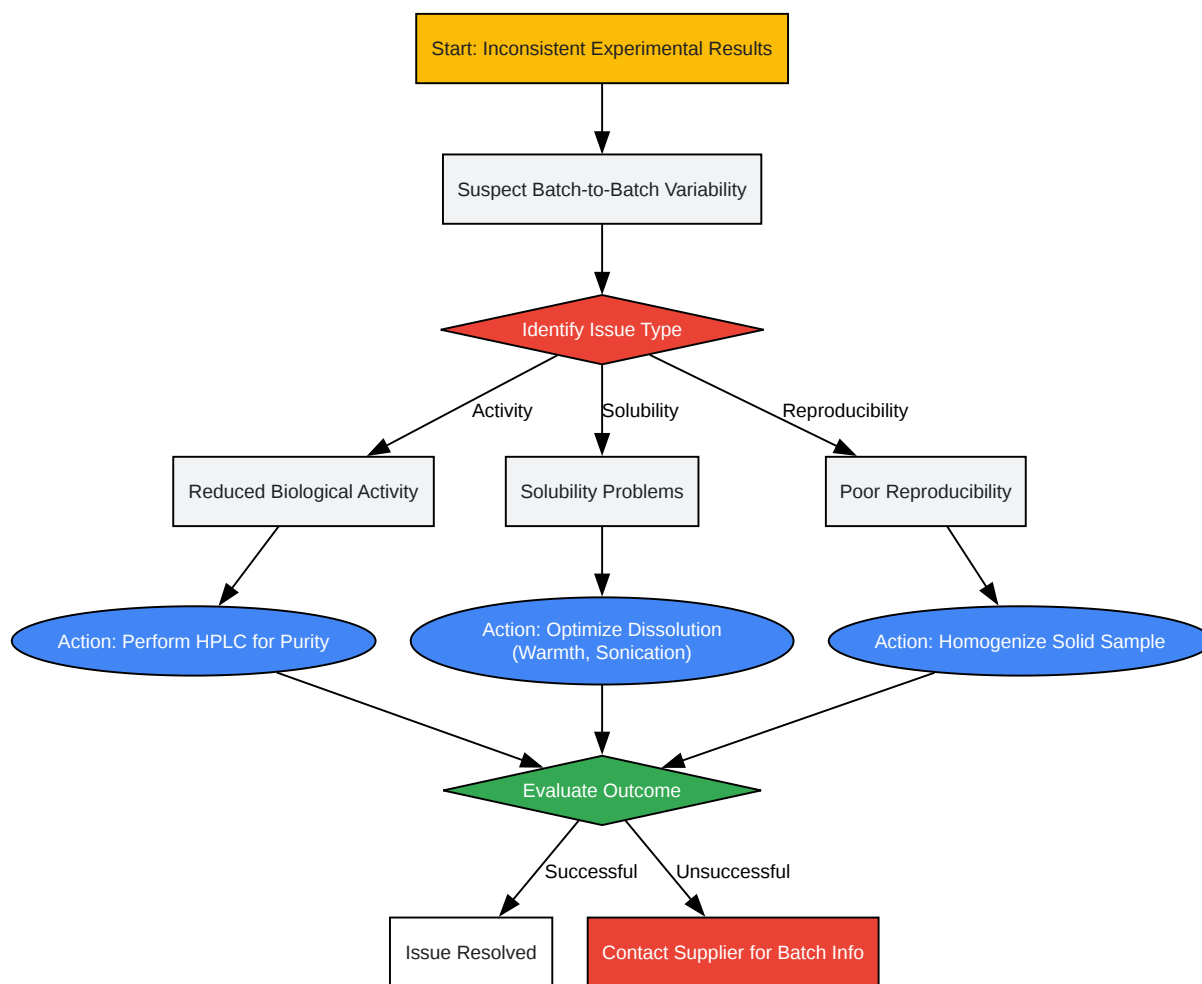 Start: Inconsistent Experimental Results
Suspect Batch-to-Batch Variability
Identify Issue Type
Activity
Solubility
Reproducibility
Reduced Biological Activity
Solubility Problems
Poor Reproducibility
Action: Perform HPLC for Purity
Action: Optimize Dissolution
(Warmth, Sonication)
Action: Homogenize Solid Sample
Evaluate Outcome
Successful
Unsuccessful
Issue Resolved
Contact Supplier for Batch Info